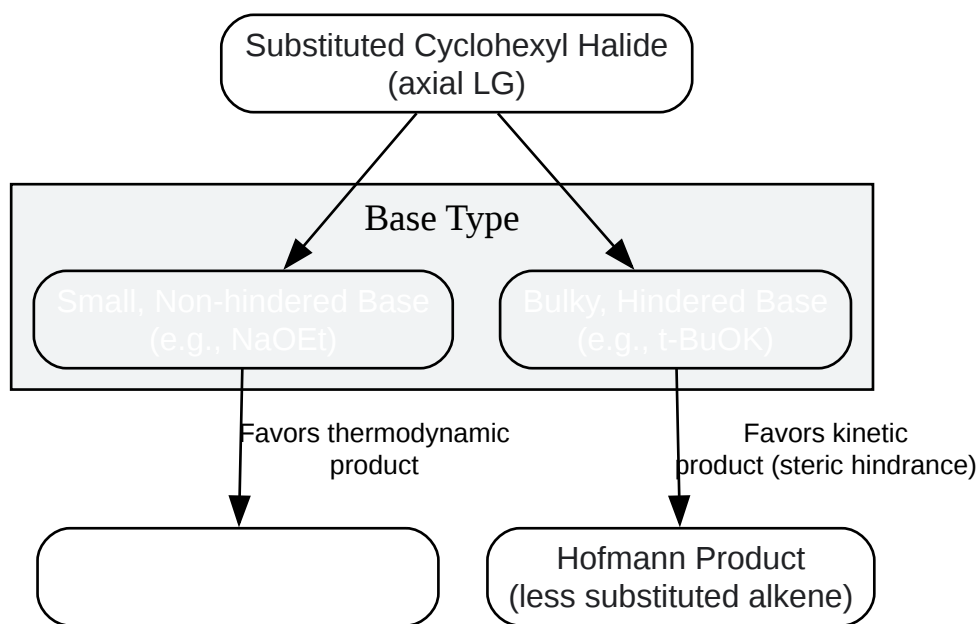 Substituted Cyclohexyl Halide
(axial LG)
Base Type
Small, Non-hindered Base
(e.g., NaOEt)
Bulky, Hindered Base
(e.g., t-BuOK)
Favors thermodynamic
product
Favors kinetic
product (steric hindrance)
Hofmann Product
(less substituted alkene)